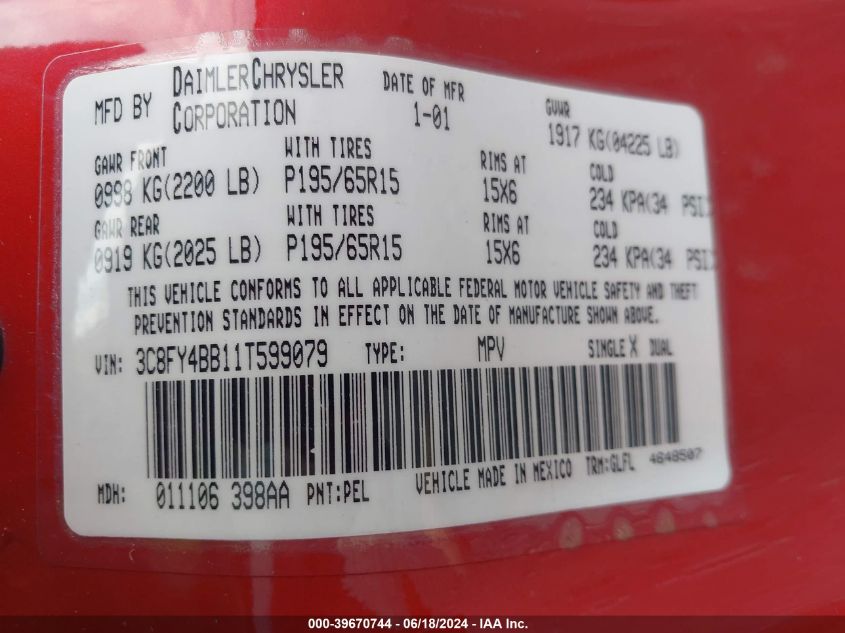 MFD BY DAIMLERCHRYSLER CORPORATION DATE OF MFR 1-01 GVWR 1917 KG(04225 LB)
GAWR FRONT WITH TIRES RIMS AT COLD
0998 KG(2200 LB) P195/65R15 15X6 234 KPA(34 PSI)
GAWR REAR WITH TIRES RIMS AT COLD
0919 KG(2025 LB) P195/65R15 15X6 234 KPA(34 PSI)
THIS VEHICLE CONFORMS TO ALL APPLICABLE FEDERAL MOTOR VEHICLE SAFETY AND THEFT
PREVENTION STANDARDS IN EFFECT ON THE DATE OF MANUFACTURE SHOWN ABOVE.
VIN: 3C8FY4BB11T599079 TYPE: MPV SINGLE X DUAL
MDH: 011106 398AA PNT:PEL VEHICLE MADE IN MEXICO TRM:GLFL 4648507
000-39670744 - 06/18/2024 - IAA Inc.